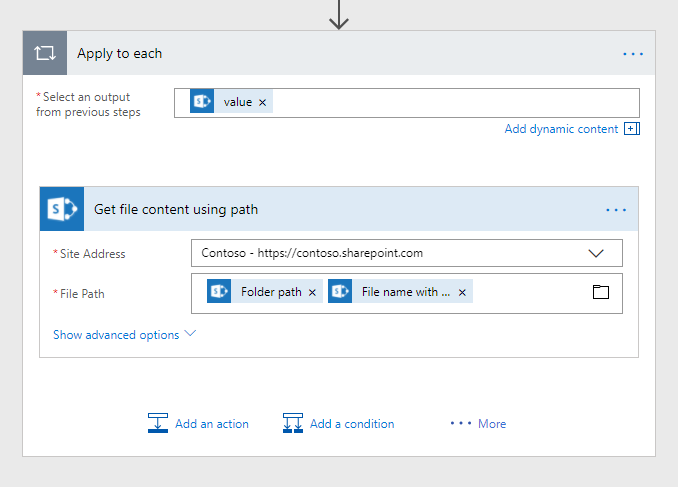 Apply to each
* Select an output
from previous steps
S value ×
Add dynamic content
S Get file content using path
* Site Address
Contoso - https://contoso.sharepoint.com
* File Path
S Folder path × S File name with ... ×
Show advanced options
Add an action
Add a condition
••• More